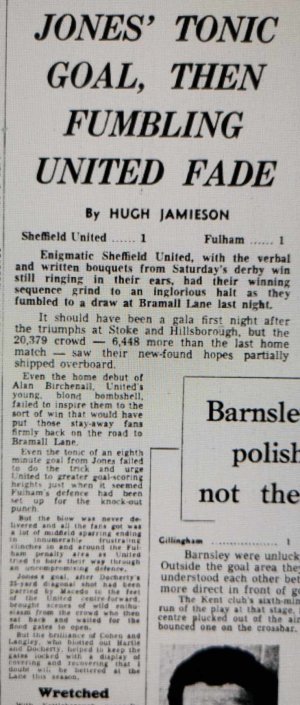 JONES' TONIC
GOAL, THEN
FUMBLING
UNITED FADE
By HUGH JAMIESON
Sheffield United ...... 1 Fulham ...... 1
Enigmatic Sheffield United, with the verbal
and written bouquets from Saturday's derby win
still ringing in their ears, had their winning
sequence grind to an inglorious halt as they
fumbled to a draw at Bramall Lane last night.
It should have been a gala first night after
the triumphs at Stoke and Hillsborough, but the
20,379 crowd — 6,448 more than the last home
match — saw their new-found hopes partially
shipped overboard.
Even the home debut of
Alan Birchenall, United's
young, blond bombshell,
failed to inspire them to the
sort of win that would have
put those stay-away fans
firmly back on the road to
Bramall Lane.
Even the tonic of an eighth
minute goal from Jones failed
to do the trick and urge
United to greater goal-scoring
heights just when it seemed
Fulham's defence had been
set up for the knock-out
punch.
But the blow was never de-
livered and all the fans got was
a lot of midfield sparring ending
in innumerable frustrating
clinches in and around the Ful-
ham penalty area as United
tried to bore their way through
an uncompromising defence.
Jones's goal, after Docherty's
25-yard diagonal shot had been
parried by Macedo to the feet
of the United centre-forward,
brought scenes of wild enthu-
siasm from the crowd who then
sat back and waited for the
flood gates to open.
But the brilliance of Cohen and
Langley, who blotted out Hartle
and Docherty, helped to keep the
gates locked with a display of
covering and recovering that I
doubt will be bettered at the
Lane this season.
Wretched
Barnsle
polish
not the
Gillingham ...... 1
Barnsley were unluck
Outside the goal area they
understood each other bet
more direct in front of g
The Kent club's sixth-min
run of the play at that stage,
centre plucked out of the air
bounced one on the crossbar.